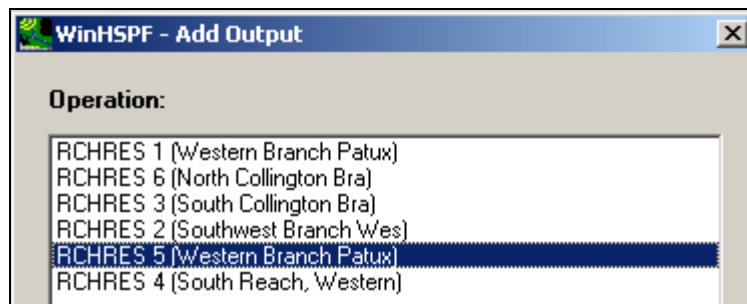 WinHSPF - Add Output
Operation:
RCHRES 1 (Western Branch Patux)
RCHRES 6 (North Collington Bra)
RCHRES 3 (South Collington Bra)
RCHRES 2 (Southwest Branch Wes)
RCHRES 5 (Western Branch Patux)
RCHRES 4 (South Reach, Western)